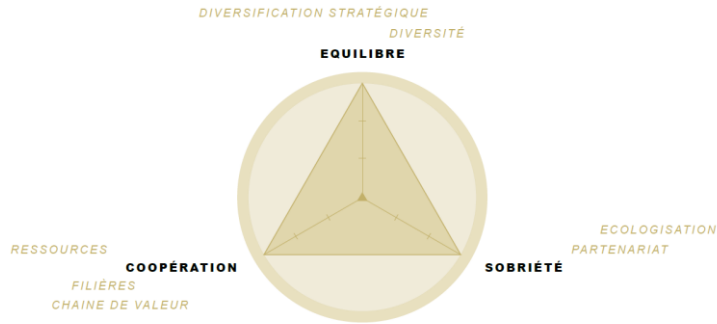 DIVERSIFICATION STRATÉGIQUE
DIVERSITÉ
EQUILIBRE
ECOLOGISATION
RESSOURCES
PARTENARIAT
COOPÉRATION
SOBRIÉTÉ
FILIÈRES
CHAINE DE VALEUR